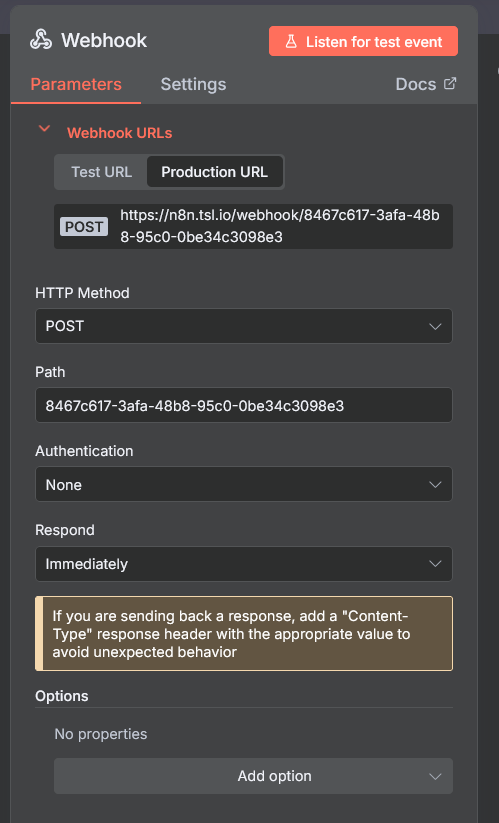 Webhook
Listen for test event
Parameters
Settings
Docs
Webhook URLs
Test URL
Production URL
POST
https://n8n.tsl.io/webhook/8467c617-3afa-48b
8-95c0-0be34c3098e3
HTTP Method
POST
Path
8467c617-3afa-48b8-95c0-0be34c3098e3
Authentication
None
Respond
Immediately
If you are sending back a response, add a "Content-
Type" response header with the appropriate value to
avoid unexpected behavior
Options
No properties
Add option